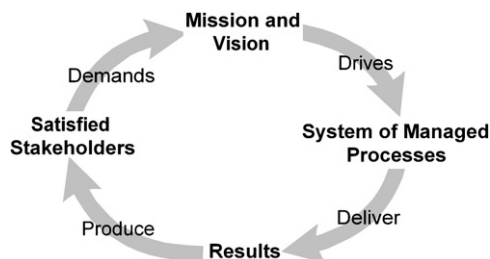 Mission and
Vision
Drives
System of Managed
Processes
Deliver
Results
Produce
Satisfied
Stakeholders
Demands